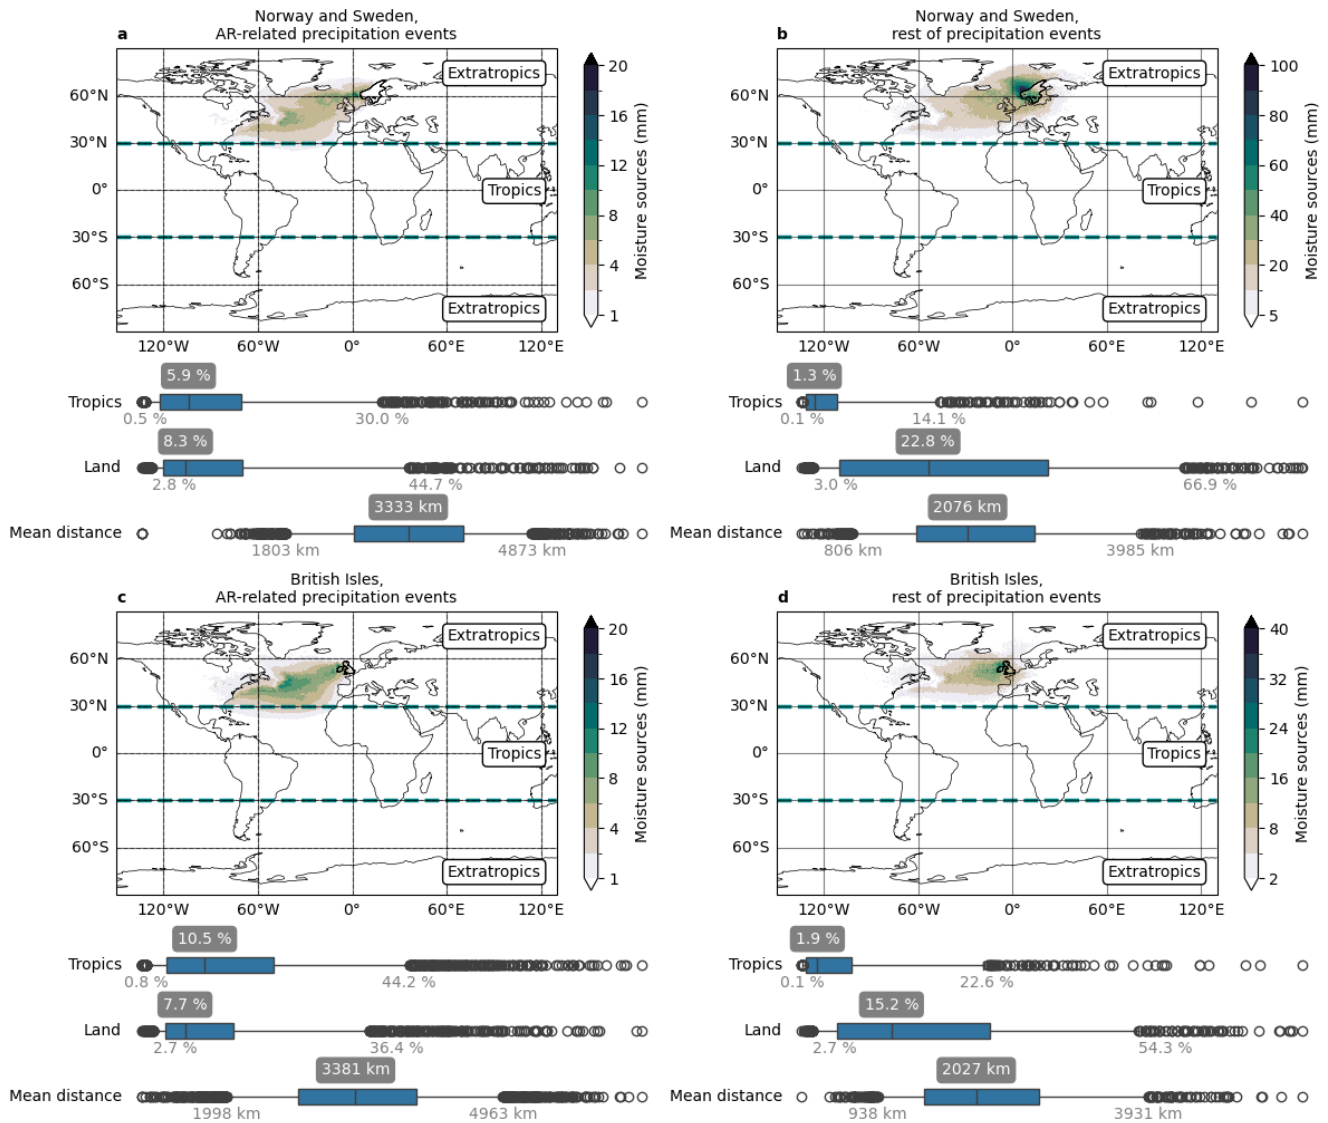 Norway and Sweden,
a AR-related precipitation events
Extratropics
60°N
30°N
0°
Tropics
30°S
60°S
Extratropics
120°W 60°W 0° 60°E 120°E
20
16
12
8
4
1
Moisture sources (mm)
5.9 %
Tropics
0.5 % 30.0 %
8.3 %
Land
2.8 % 44.7 %
3333 km
Mean distance
1803 km 4873 km
Norway and Sweden,
b rest of precipitation events
Extratropics
60°N
30°N
0°
Tropics
30°S
60°S
Extratropics
120°W 60°W 0° 60°E 120°E
100
80
60
40
20
5
Moisture sources (mm)
1.3 %
Tropics
0.1 % 14.1 %
22.8 %
Land
3.0 % 66.9 %
2076 km
Mean distance
806 km 3985 km
British Isles,
c AR-related precipitation events
Extratropics
60°N
30°N
0°
Tropics
30°S
60°S
Extratropics
120°W 60°W 0° 60°E 120°E
20
16
12
8
4
1
Moisture sources (mm)
10.5 %
Tropics
0.8 % 44.2 %
7.7 %
Land
2.7 % 36.4 %
3381 km
Mean distance
1998 km 4963 km
British Isles,
d rest of precipitation events
Extratropics
60°N
30°N
0°
Tropics
30°S
60°S
Extratropics
120°W 60°W 0° 60°E 120°E
40
32
24
16
8
2
Moisture sources (mm)
1.9 %
Tropics
0.1 % 22.6 %
15.2 %
Land
2.7 % 54.3 %
2027 km
Mean distance
938 km 3931 km